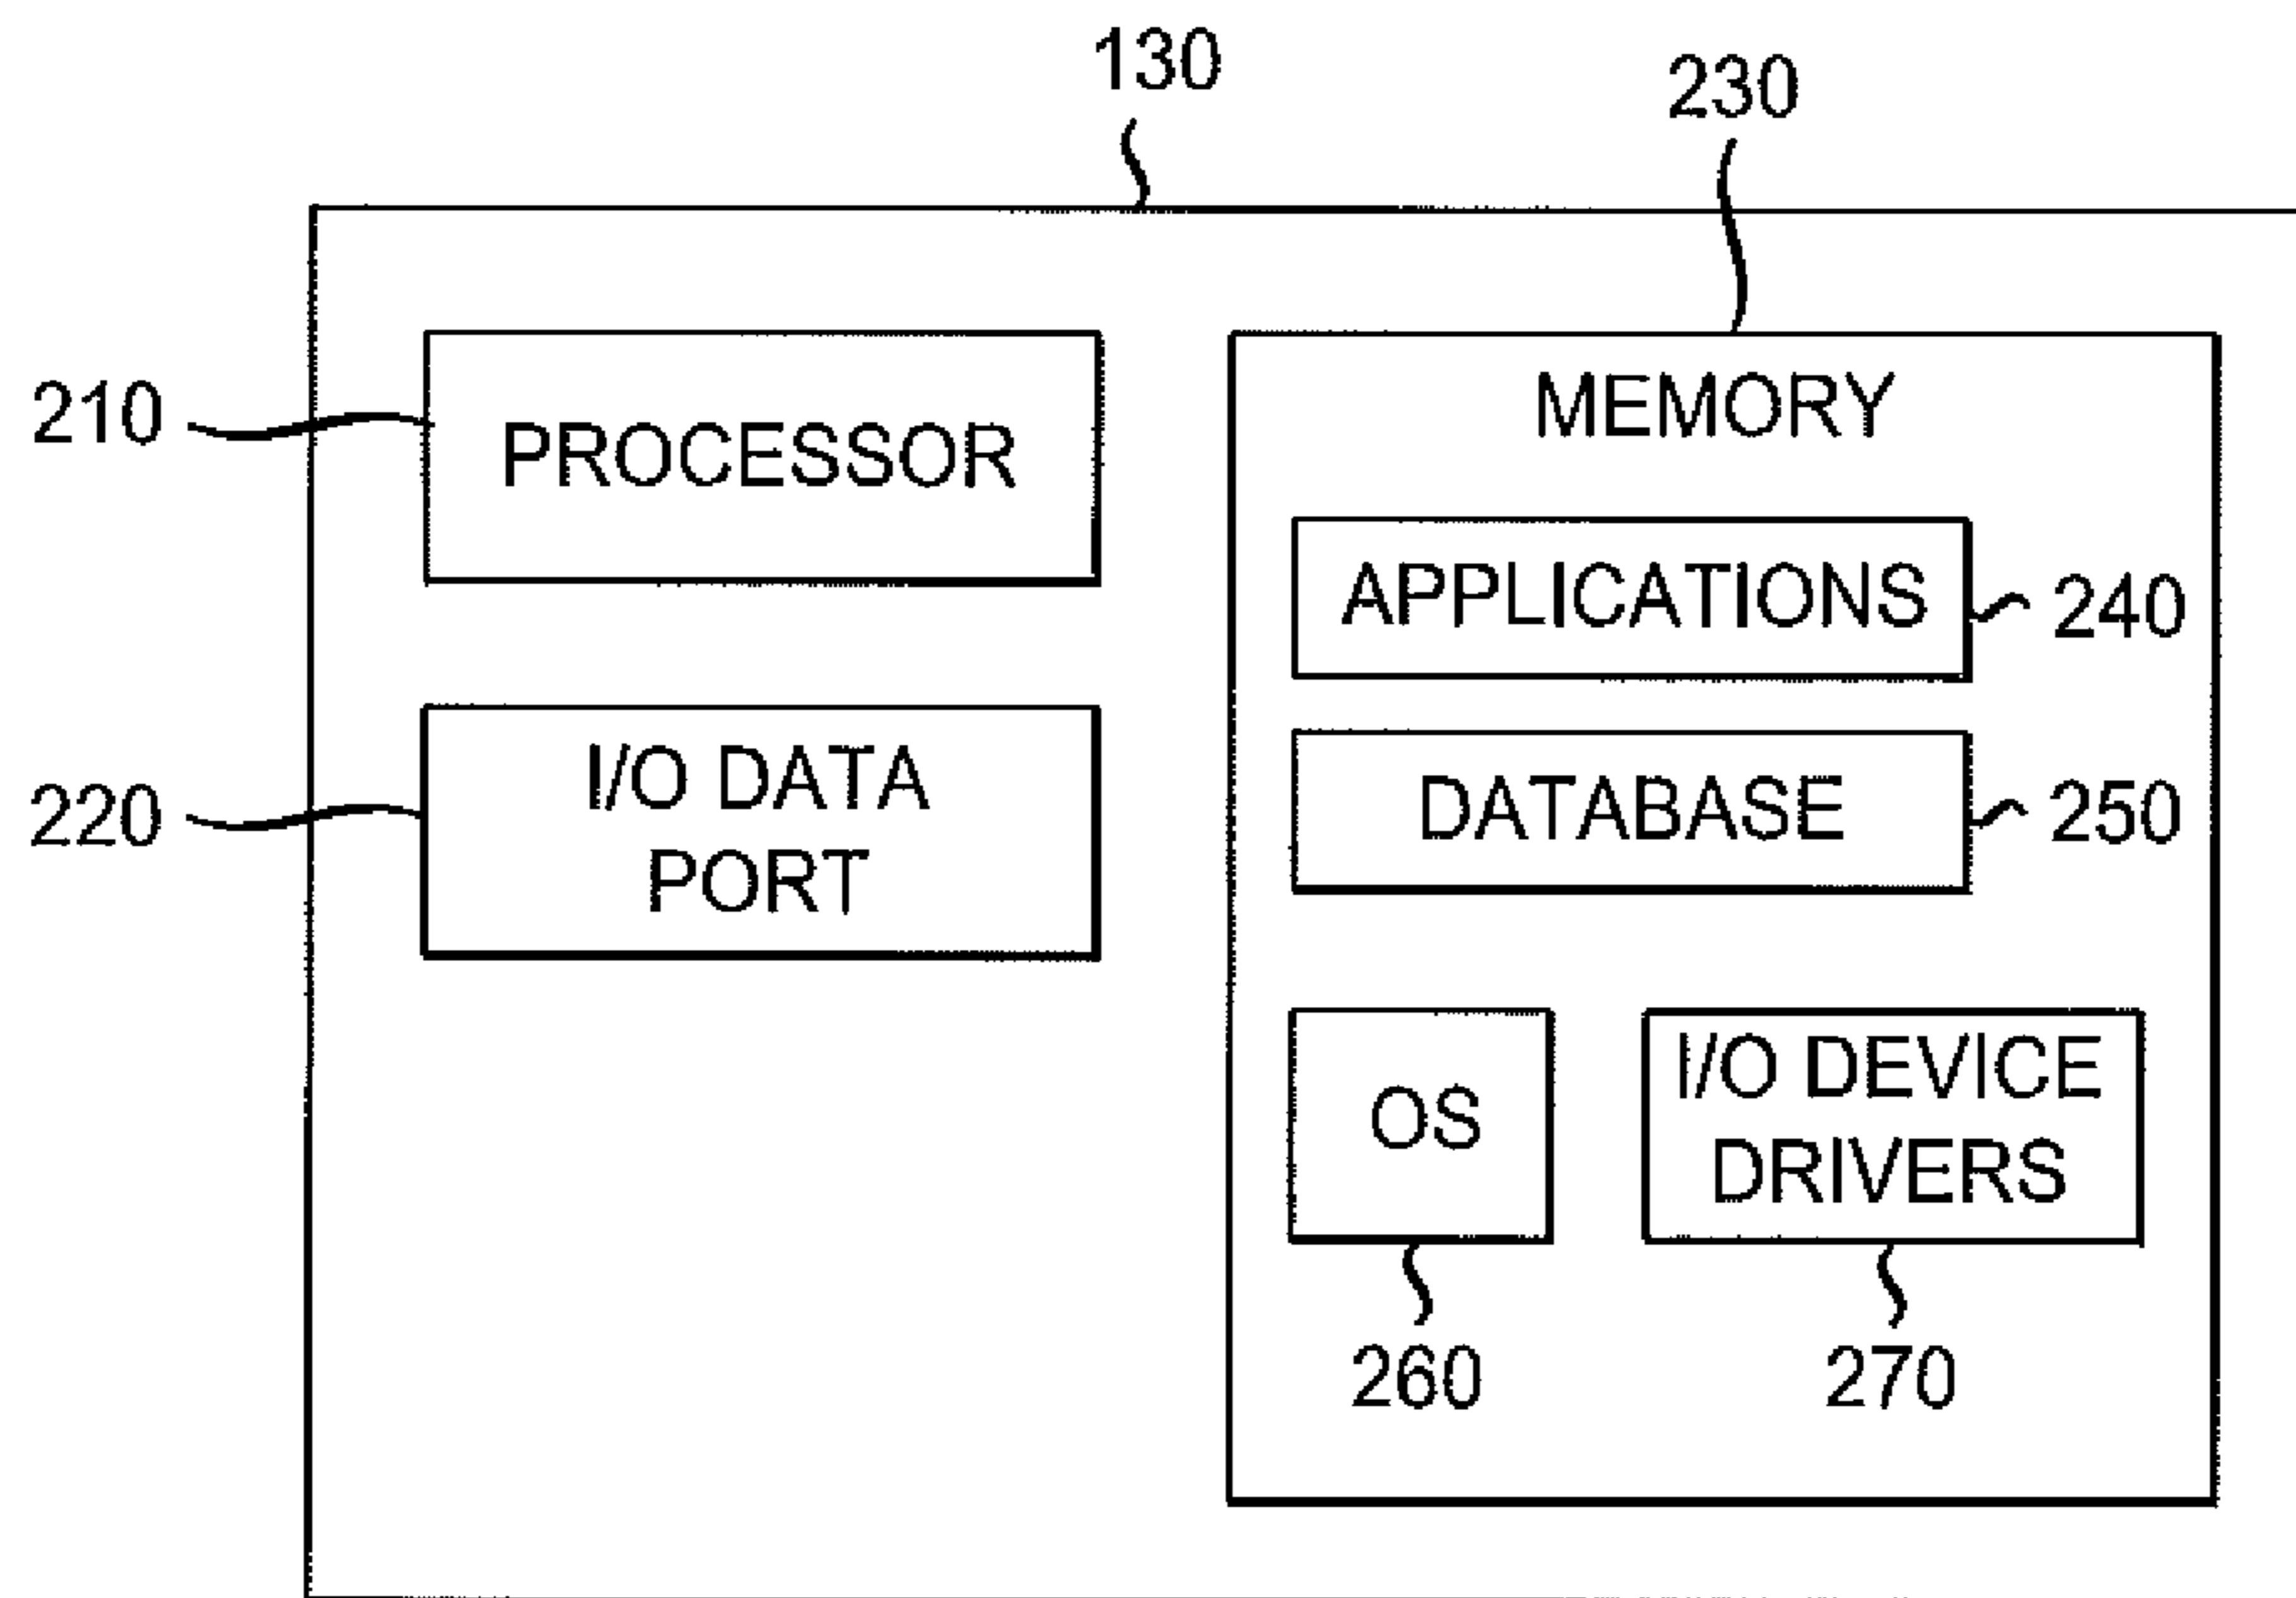 130
230
210
PROCESSOR
MEMORY
APPLICATIONS
240
220
I/O DATA
PORT
DATABASE
250
OS
I/O DEVICE
DRIVERS
260
270